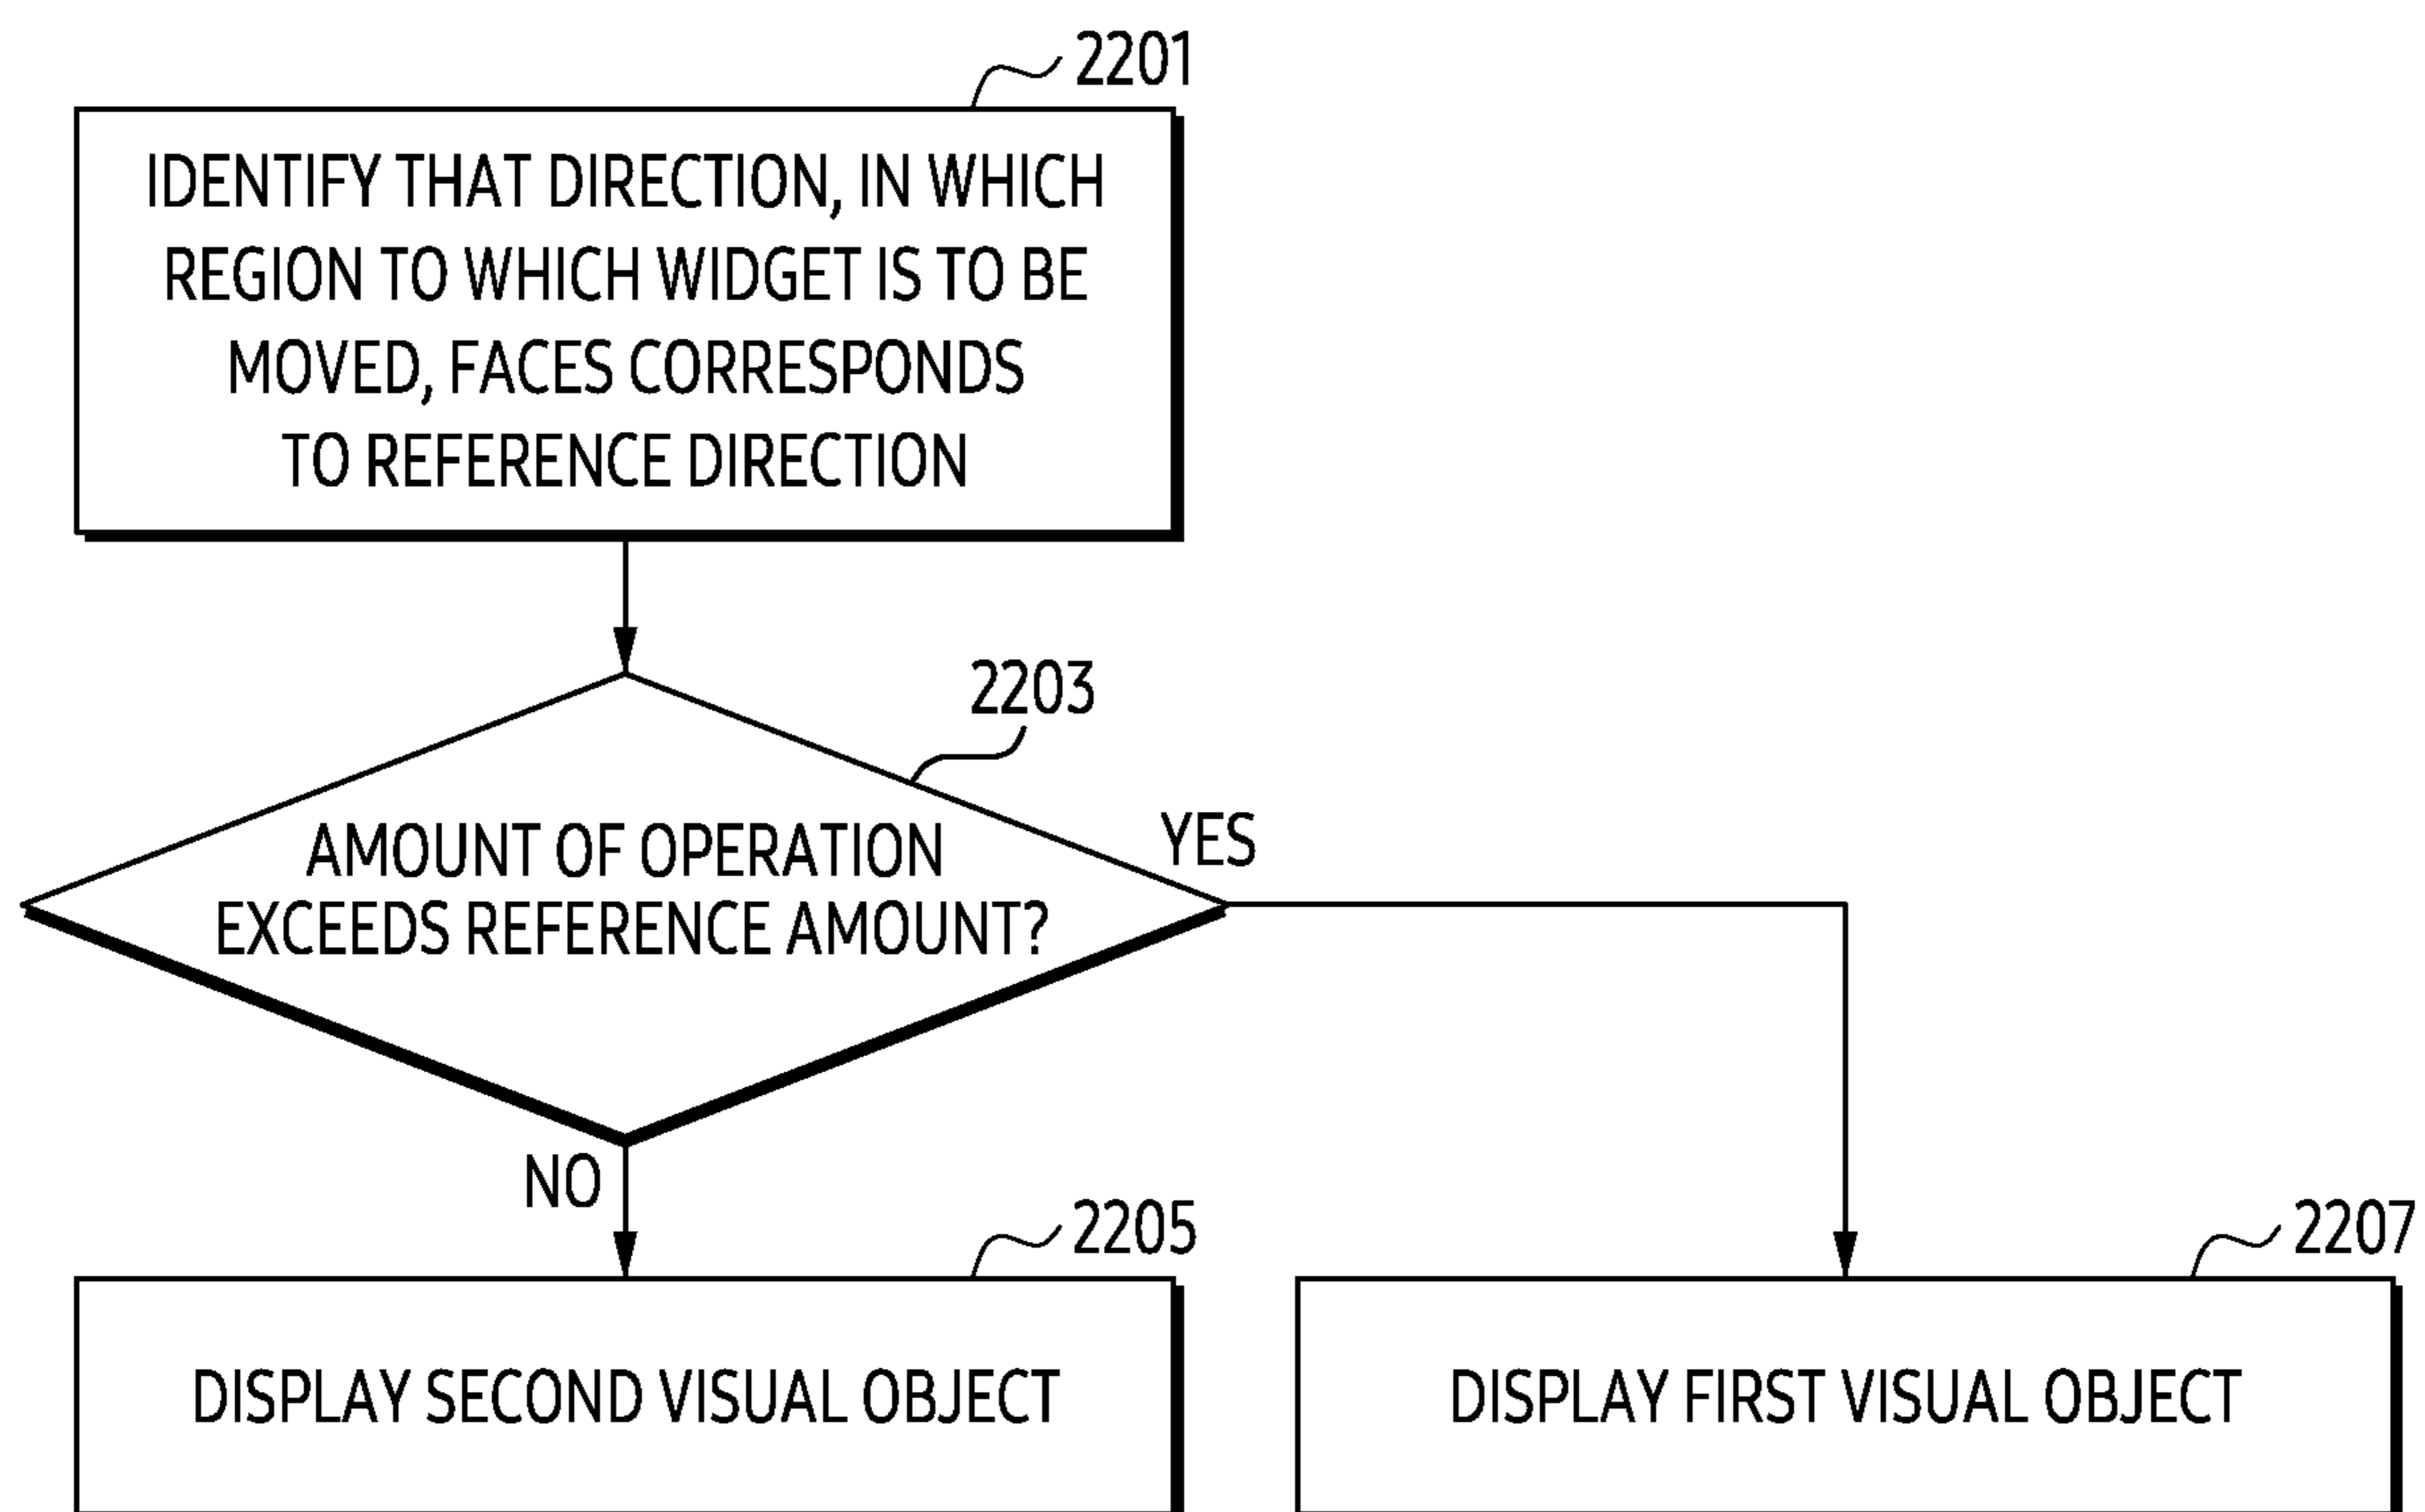 2201
IDENTIFY THAT DIRECTION, IN WHICH
REGION TO WHICH WIDGET IS TO BE
MOVED, FACES CORRESPONDS
TO REFERENCE DIRECTION
2203
AMOUNT OF OPERATION
EXCEEDS REFERENCE AMOUNT?
YES
NO
2205
DISPLAY SECOND VISUAL OBJECT
2207
DISPLAY FIRST VISUAL OBJECT